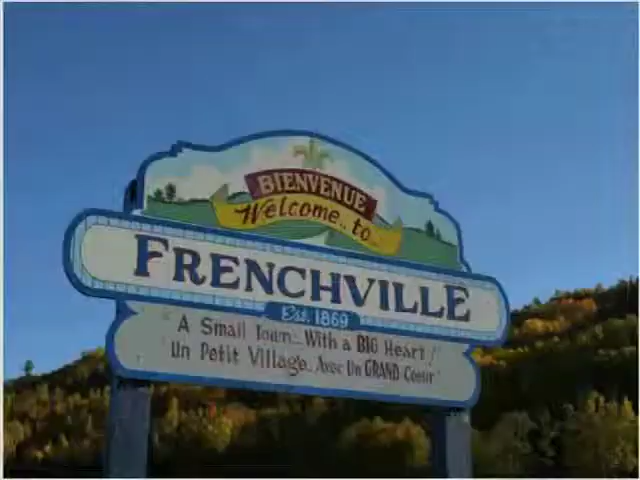 BIENVENUE
Welcome.. to..
FRENCHVILLE
Est. 1869
"A Small Town... With a BIG Heart!
Un Petit Village... Avec Un GRAND Coeur"